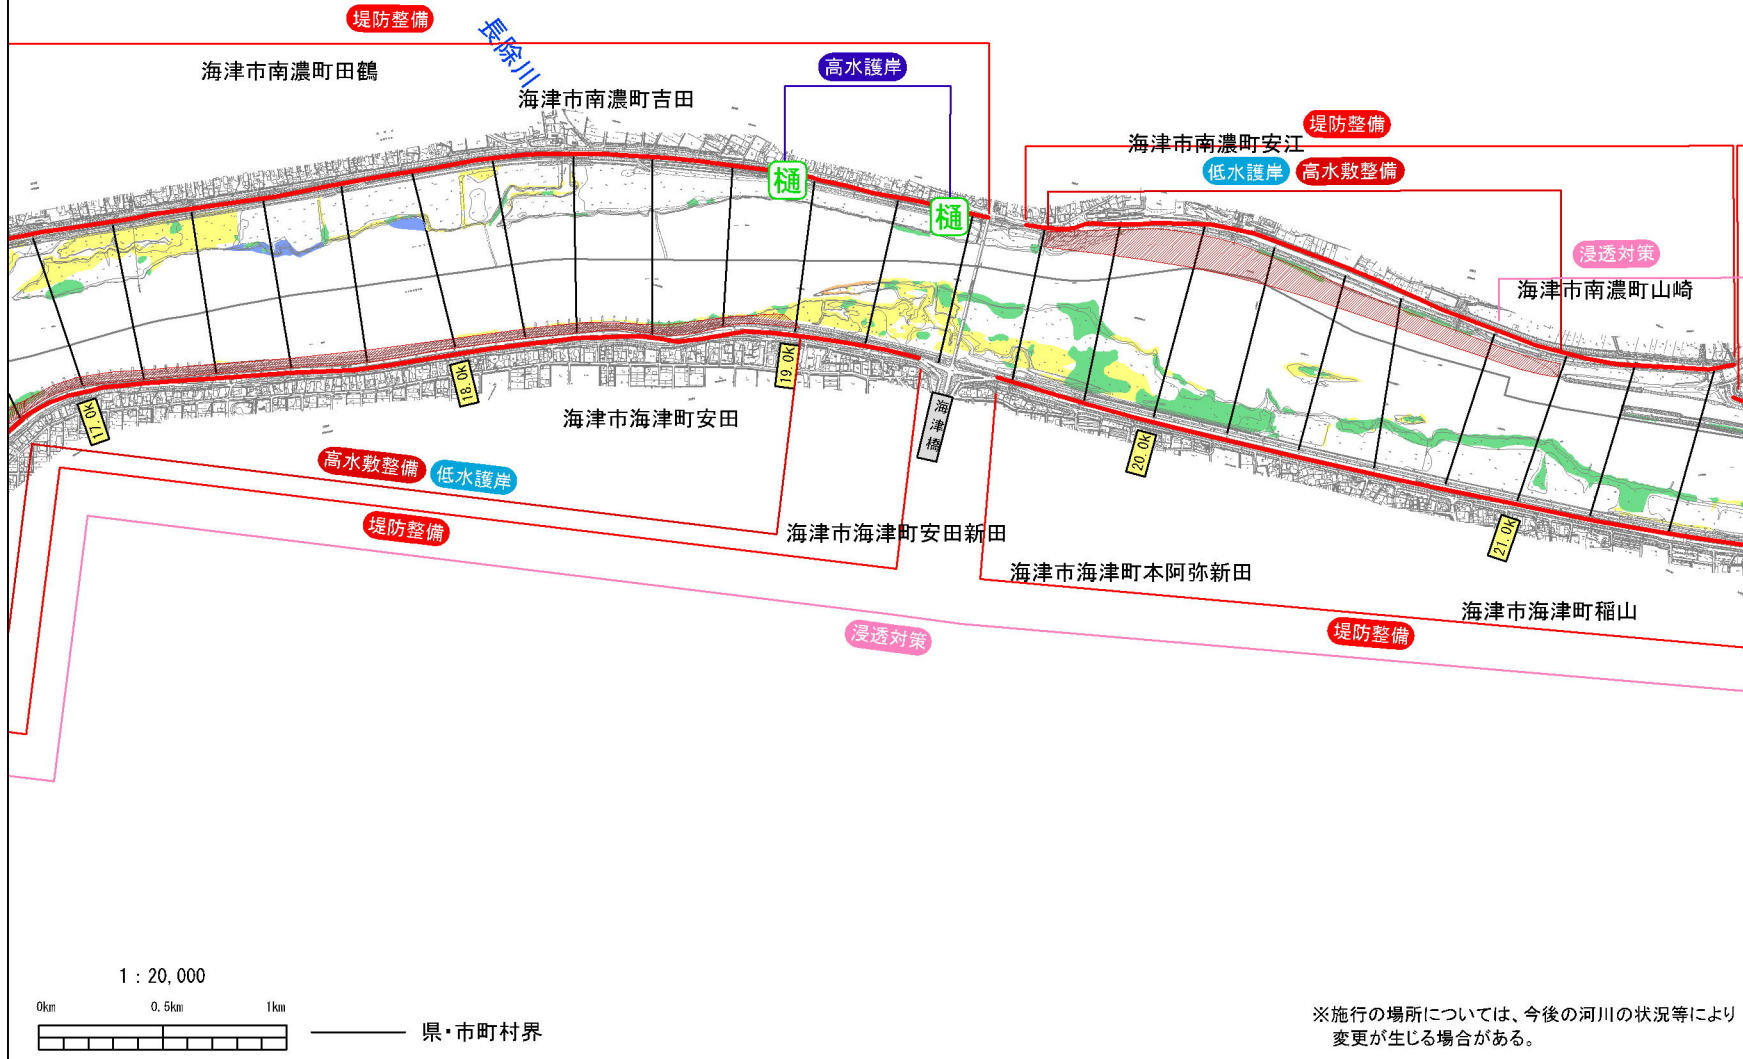 堤防整備
長除川
海津市南濃町田鶴
高水護岸
海津市南濃町吉田
堤防整備
海津市南濃町安江
低水護岸
高水敷整備
樋
樋
浸透対策
海津市南濃町山崎
17.0k
18.0k
19.0k
海津橋
20.0k
21.0k
海津市海津町安田
高水敷整備
低水護岸
堤防整備
海津市海津町安田新田
海津市海津町本阿弥新田
海津市海津町稲山
浸透対策
堤防整備
1：20,000
0km
0.5km
1km
県・市町村界
※施行の場所については、今後の河川の状況等により
変更が生じる場合がある。